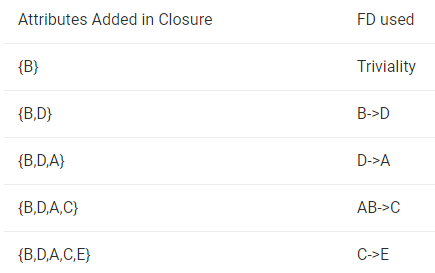 Attributes Added in Closure FD used
{B} Triviality
{B,D} B->D
{B,D,A} D->A
{B,D,A,C} AB->C
{B,D,A,C,E} C->E